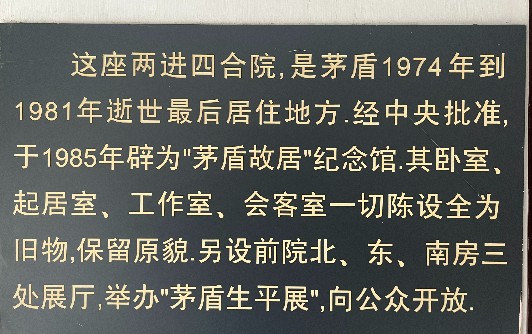 这座两进四合院,是茅盾1974年到
1981年逝世最后居住地方.经中央批准,
于1985年辟为"茅盾故居"纪念馆.其卧室、
起居室、工作室、会客室一切陈设全为
旧物,保留原貌.另设前院北、东、南房三
处展厅,举办"茅盾生平展",向公众开放.